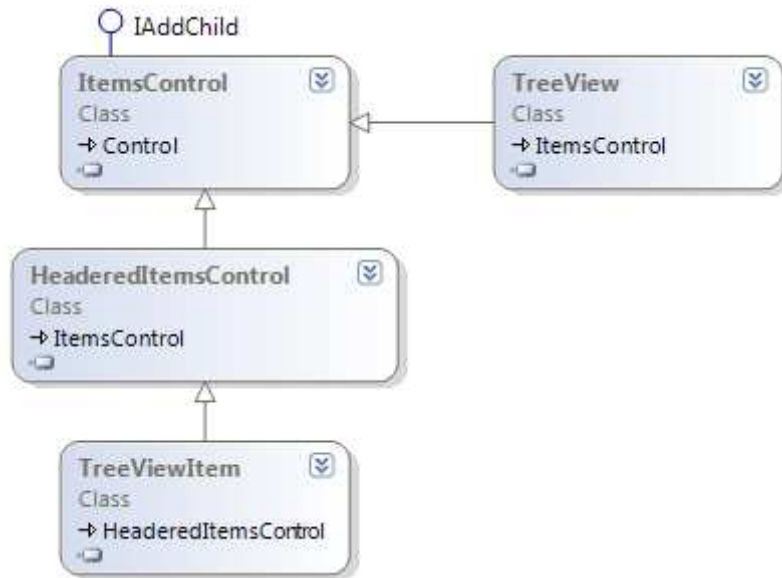 IAddChild
ItemsControl
Class
Control
TreeView
Class
ItemsControl
HeaderedItemsControl
Class
ItemsControl
TreeViewItem
Class
HeaderedItemsControl